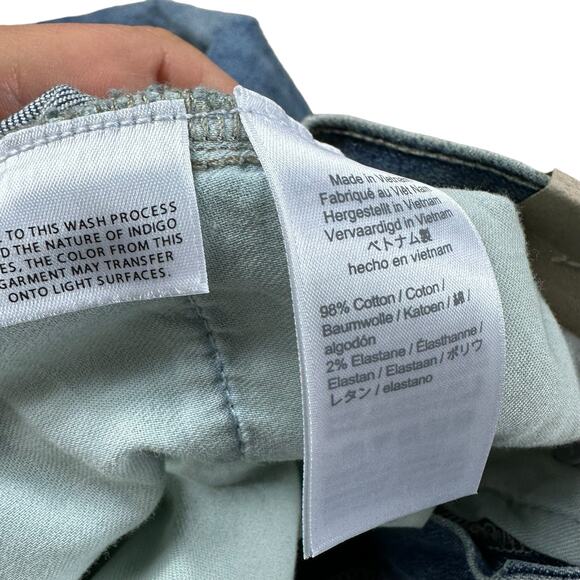 TO THIS WASH PROCESS
THE NATURE OF INDIGO
THE COLOR FROM THIS
GARMENT MAY TRANSFER
ONTO LIGHT SURFACES.
Made in Vietnam
Fabriqué au Viêt Nam
Hergestellt in Vietnam
Vervaardigd in Vietnam
ベトナム製
hecho en vietnam
98% Cotton / Coton /
Baumwolle / Katoen / 綿 /
algodón
2% Elastane / Élasthanne /
Elastan / Elastaan / ポリウ
レタン / elastano